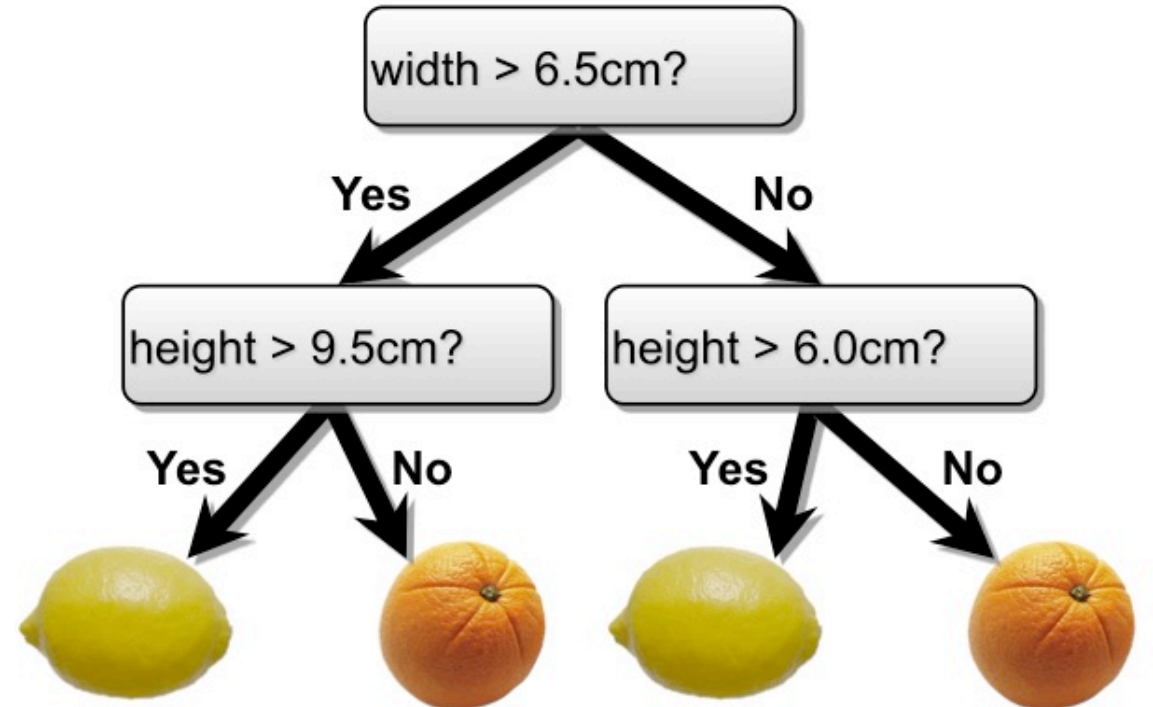 width > 6.5cm?
Yes
No
height > 9.5cm?
height > 6.0cm?
Yes
No
Yes
No